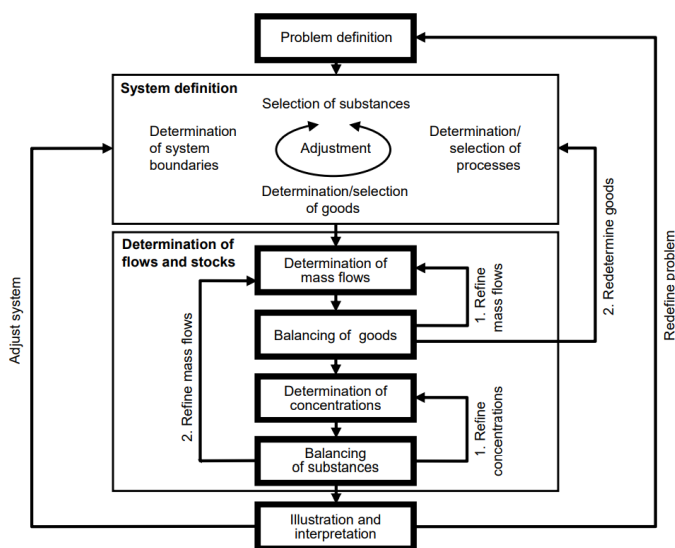 Problem definition
System definition
Selection of substances
Determination
of system
boundaries
Adjustment
Determination/
selection of
processes
Determination/selection
of goods
Determination of
flows and stocks
Determination of
mass flows
1. Refine
mass flows
Balancing of goods
Determination of
concentrations
1. Refine
concentrations
Balancing
of substances
2. Refine mass flows
2. Redetermine goods
Illustration and
interpretation
Adjust system
Redefine problem